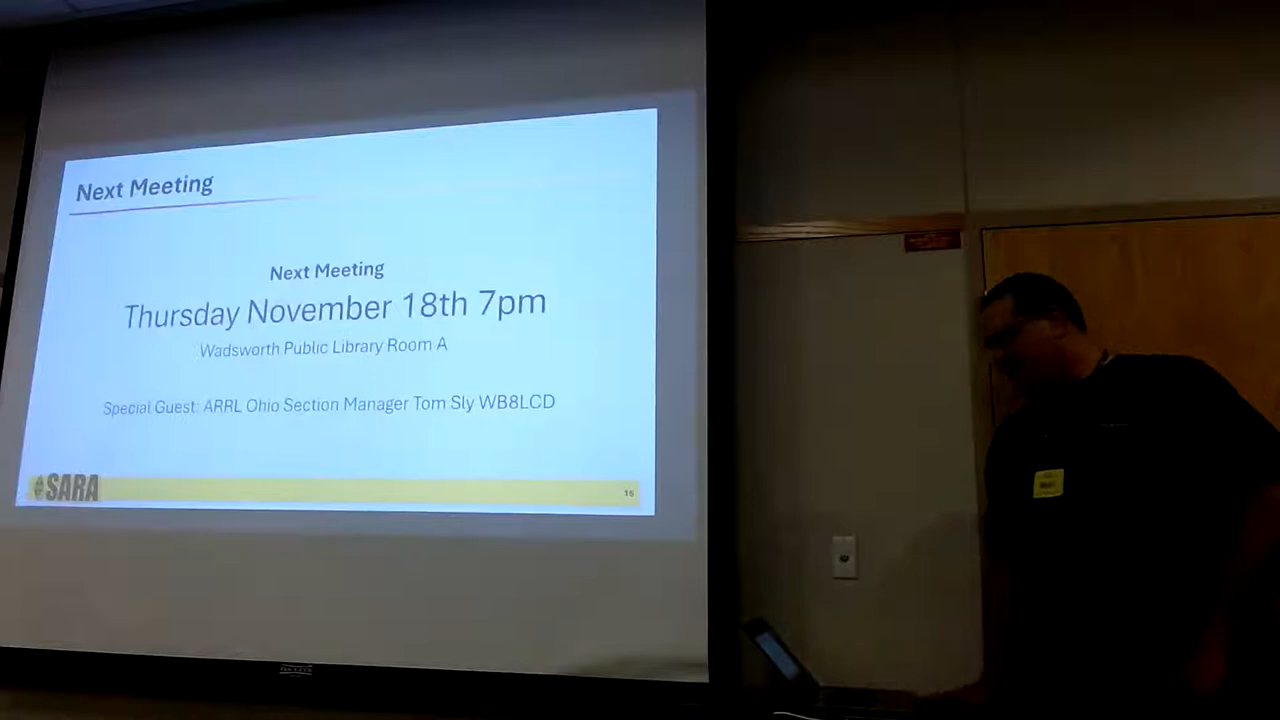 Next Meeting
Next Meeting
Thursday November 18th 7pm
Wadsworth Public Library Room A
Special Guest: ARRL Ohio Section Manager Tom Sly WB8LCD
SARA
15